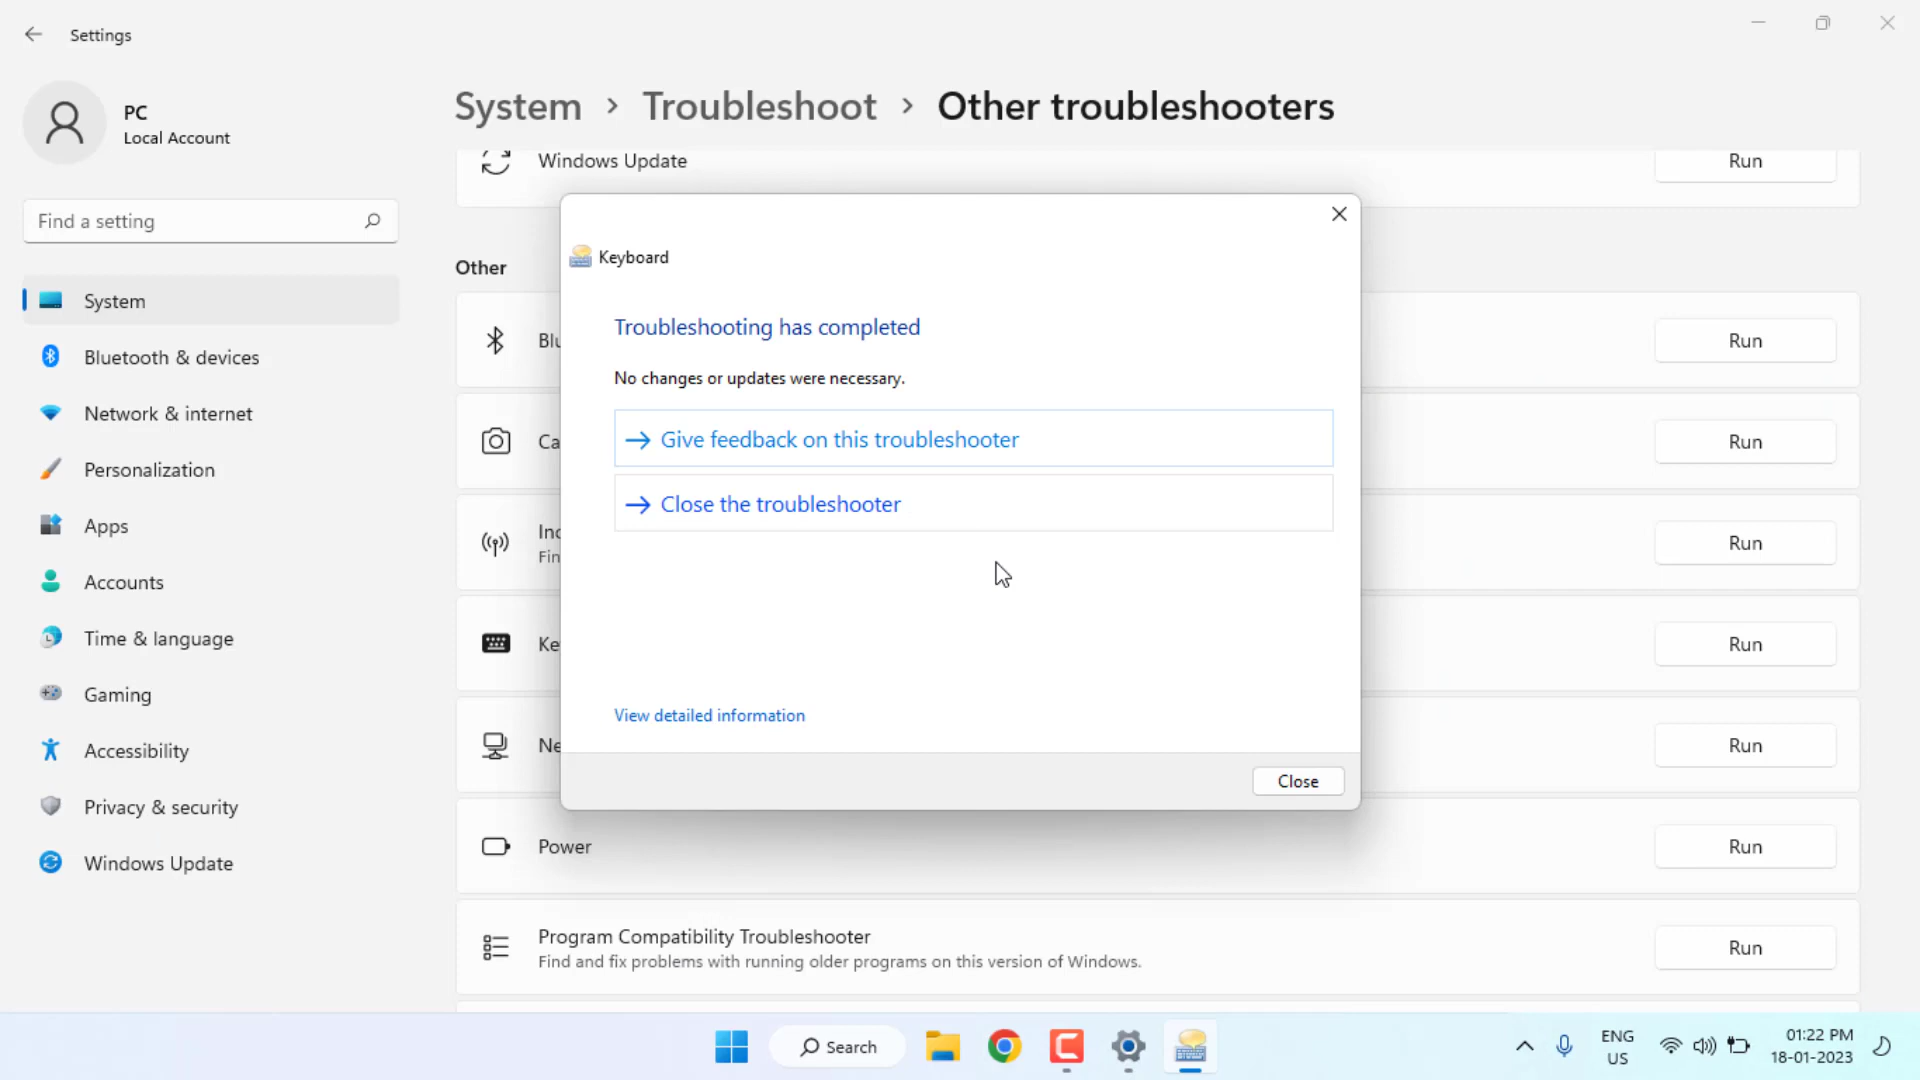 Settings
PC
Local Account
Find a setting
System
Bluetooth & devices
Network & internet
Personalization
Apps
Accounts
Time & language
Gaming
Accessibility
Privacy & security
Windows Update
System > Troubleshoot > Other troubleshooters
Windows Update
Run
Other
Blu
Run
Ca
Run
Inc
Fin
Run
Ke
Run
Ne
Run
Power
Run
Program Compatibility Troubleshooter
Find and fix problems with running older programs on this version of Windows.
Run
Keyboard
Troubleshooting has completed
No changes or updates were necessary.
Give feedback on this troubleshooter
Close the troubleshooter
View detailed information
Close
Search
ENG
US
01:22 PM
18-01-2023